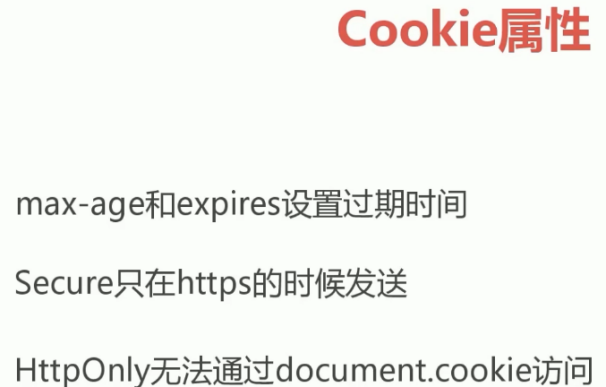 Cookie属性
max-age和expires设置过期时间
Secure只在https的时候发送
HttpOnly无法通过document.cookie访问